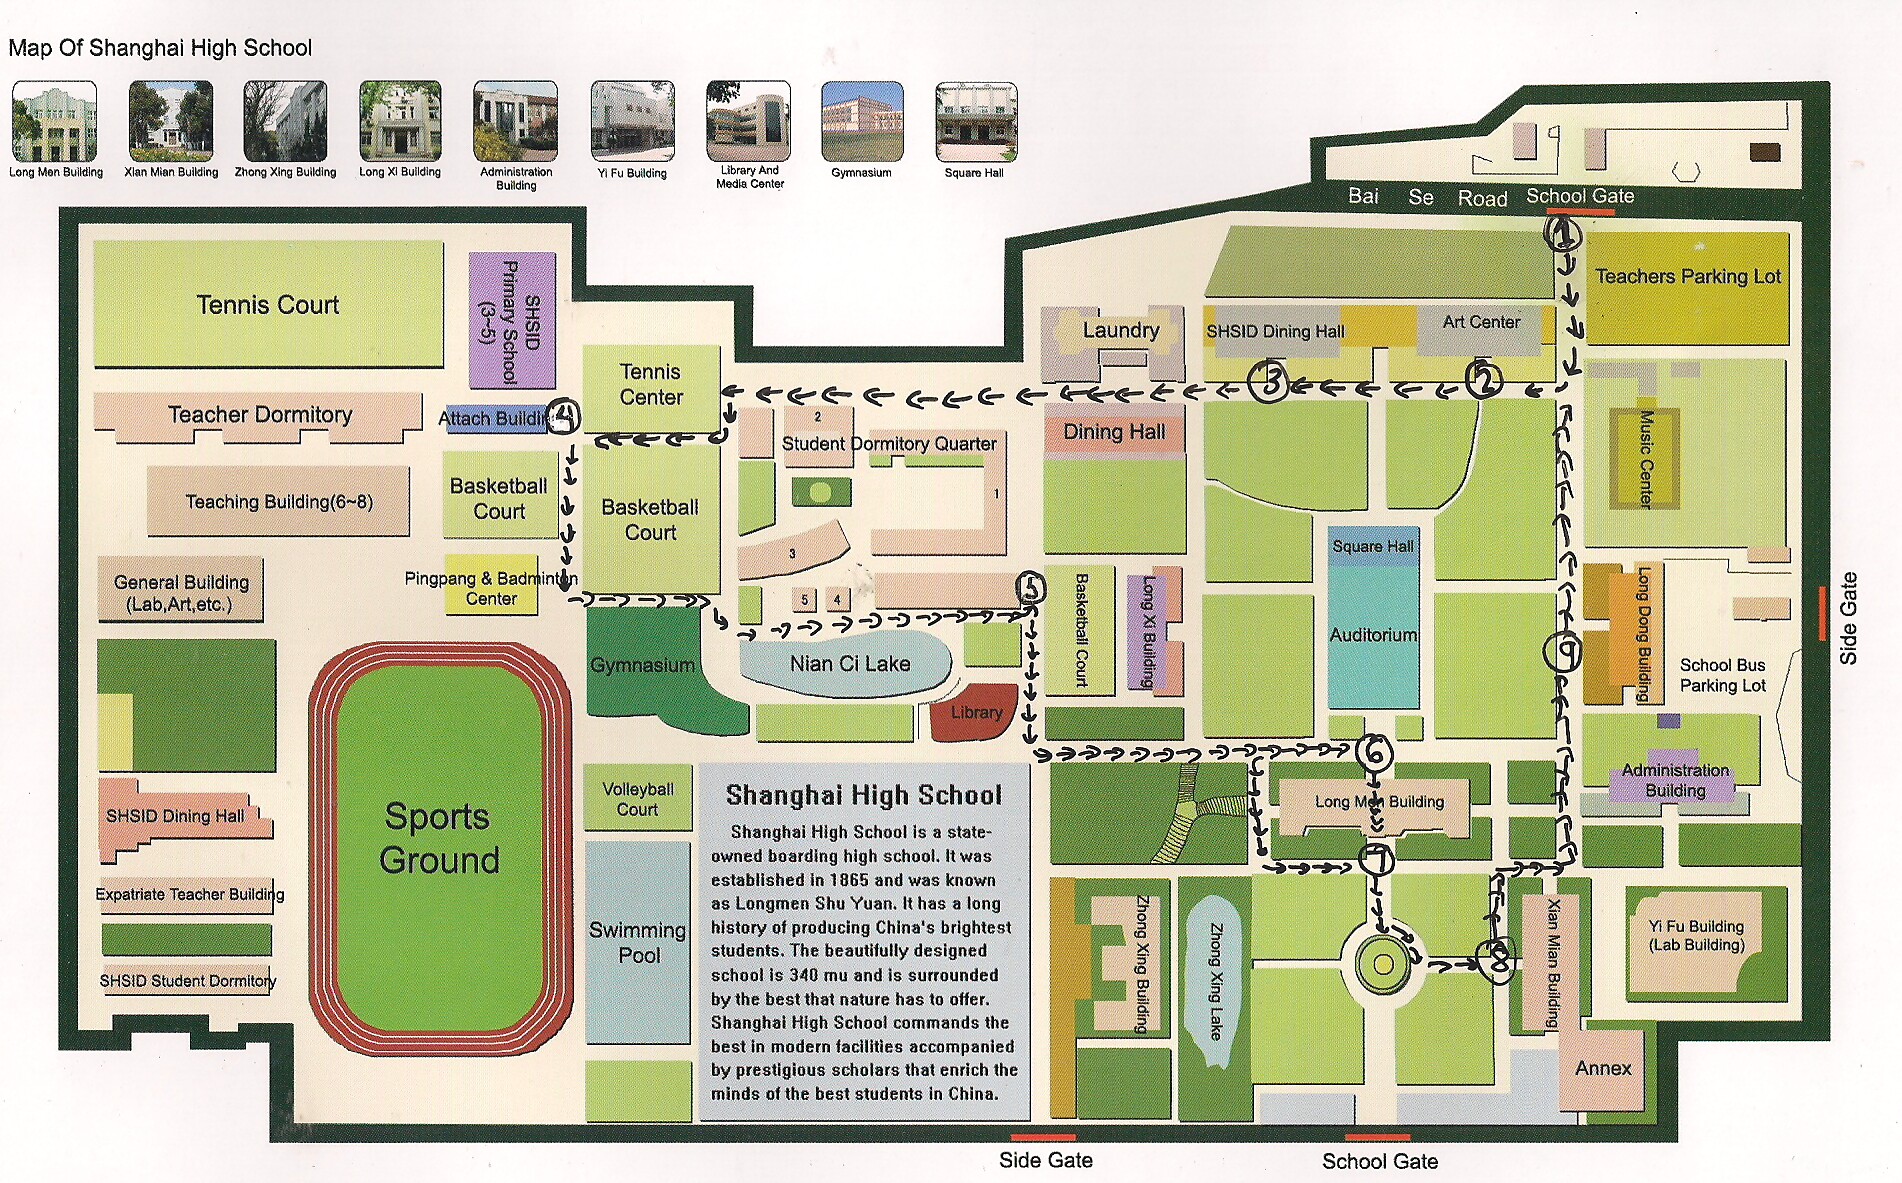 Map Of Shanghai High School
Long Men Building
Xian Mian Building
Zhong Xing Building
Long Xi Building
Administration
Building
Yi Fu Building
Library And
Media Center
Gymnasium
Square Hall
Bai Se Road
School Gate
1
Teachers Parking Lot
Tennis Court
SHSID
Primary School
(3~5)
Laundry
SHSID Dining Hall
Art Center
Tennis
Center
3
2
Teacher Dormitory
Attach Buildin
4
2
Student Dormitory Quarter
Dining Hall
Music Center
Teaching Building(6~8)
Basketball
Court
Basketball
Court
1
3
Square Hall
General Building
(Lab,Art,etc.)
Pingpang & Badminton
Center
5
4
5
Basketball Court
Long Xi Building
Auditorium
Long Dong Building
9
Side Gate
School Bus
Parking Lot
Gymnasium
Nian Ci Lake
Library
6
Administration
Building
Sports
Ground
Volleyball
Court
Shanghai High School
Shanghai High School is a state-
owned boarding high school. It was
established in 1865 and was known
as Longmen Shu Yuan. It has a long
history of producing China's brightest
students. The beautifully designed
school is 340 mu and is surrounded
by the best that nature has to offer.
Shanghai High School commands the
best in modern facilities accompanied
by prestigious scholars that enrich the
minds of the best students in China.
Long Men Building
7
SHSID Dining Hall
Expatriate Teacher Building
SHSID Student Dormitory
Swimming
Pool
Zhong Xing Building
Zhong Xing Lake
8
Xian Mian Building
Yi Fu Building
(Lab Building)
Annex
Side Gate
School Gate